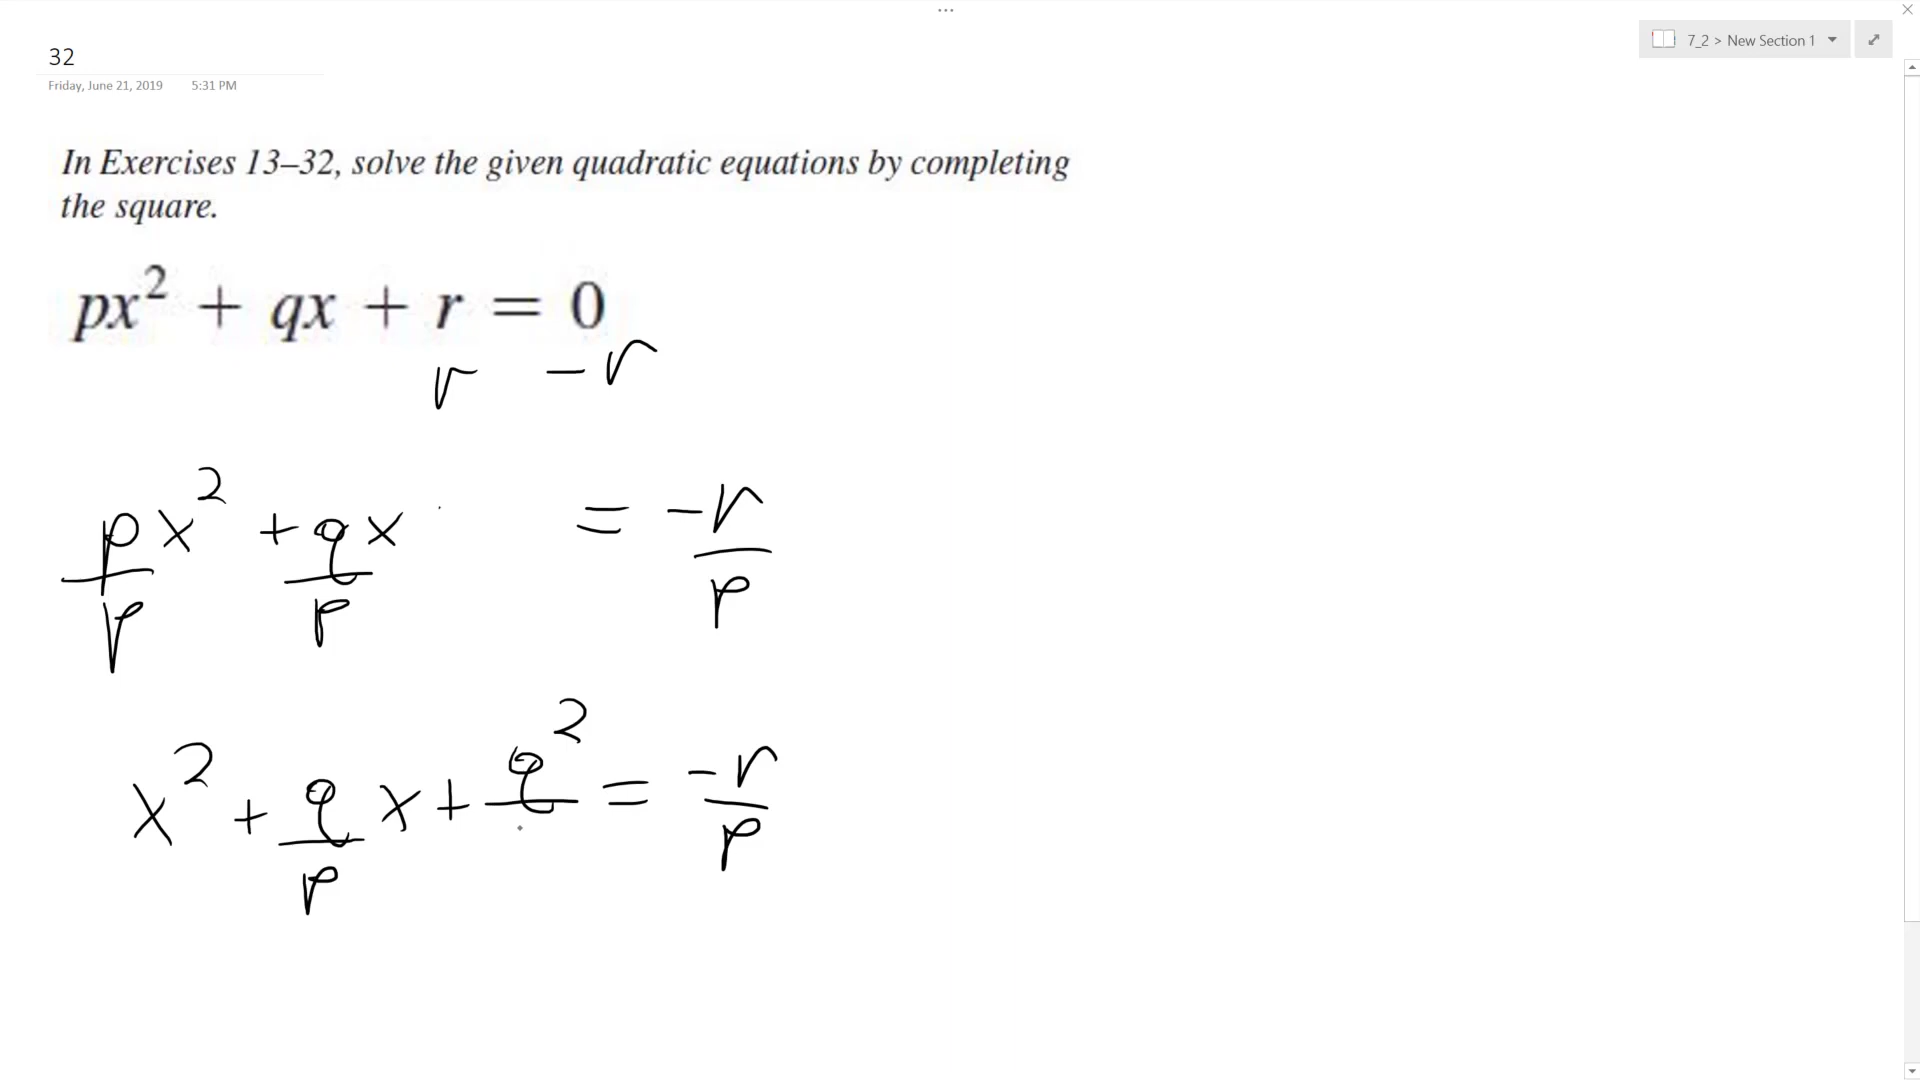 ...
7_2 > New Section 1
32
Friday, June 21, 2019 5:31 PM
In Exercises 13–32, solve the given quadratic equations by completing
the square.
px² + qx + r = 0
r -r
p/p x² + q/p x = -r/p
x² + q/p x + q²/ = -r/p